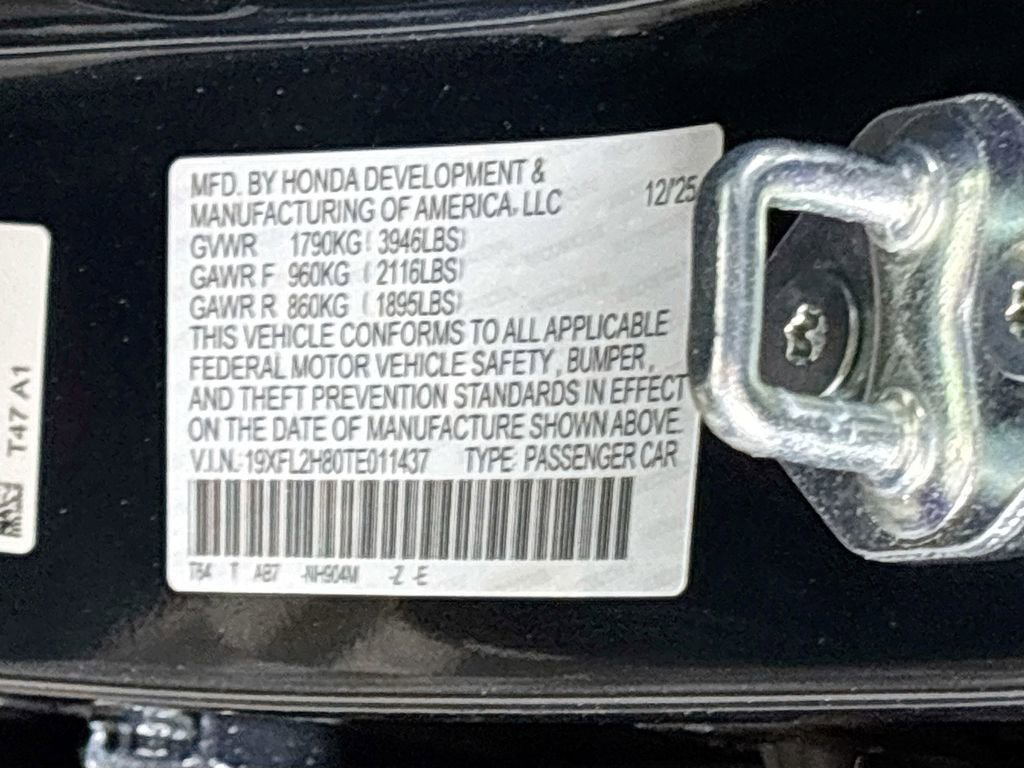 MFD. BY HONDA DEVELOPMENT &
MANUFACTURING OF AMERICA, LLC 12/25
GVWR 1790KG ( 3946LBS)
GAWR F 960KG ( 2116LBS)
GAWR R 860KG ( 1895LBS)
THIS VEHICLE CONFORMS TO ALL APPLICABLE
FEDERAL MOTOR VEHICLE SAFETY, BUMPER,
AND THEFT PREVENTION STANDARDS IN EFFECT
ON THE DATE OF MANUFACTURE SHOWN ABOVE.
V.I.N.:19XFL2H80TE011437 TYPE: PASSENGER CAR
T64 T AB7 -NH904M -Z -E
T47 A1